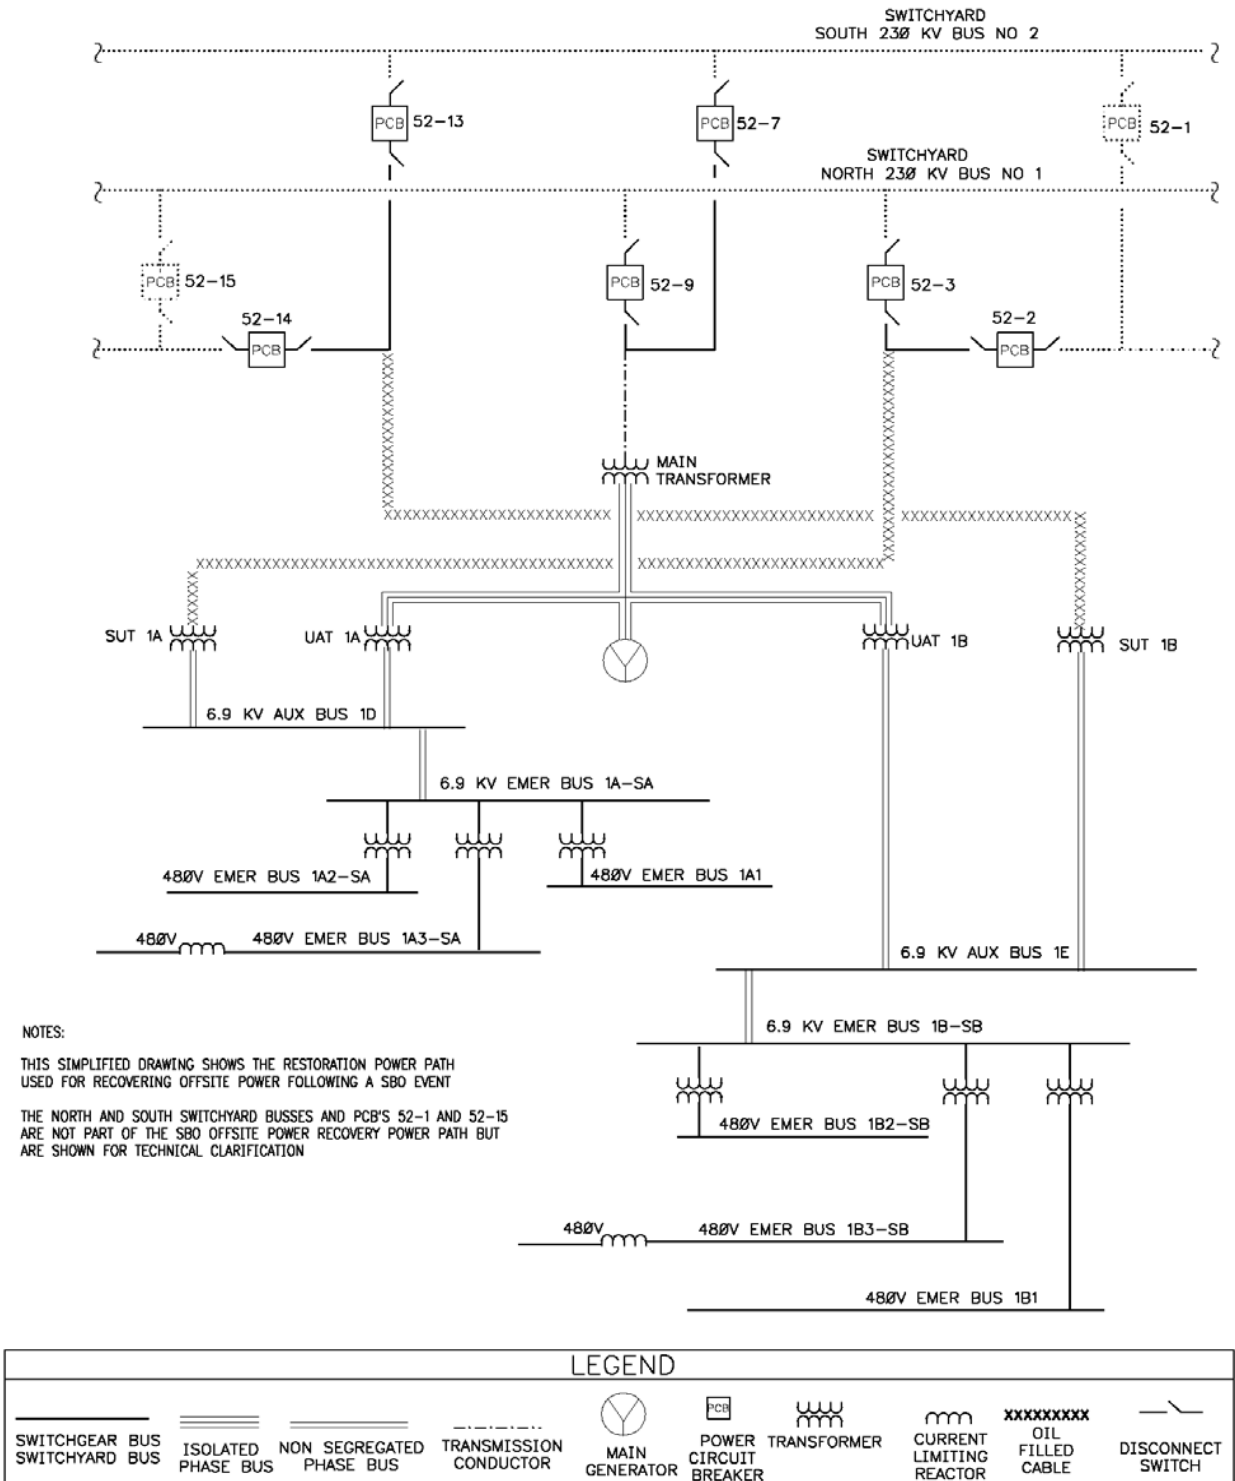 SWITCHYARD
SOUTH 230 KV BUS NO 2
PCB 52-13
PCB 52-7
PCB 52-1
SWITCHYARD
NORTH 230 KV BUS NO 1
PCB 52-15
PCB 52-9
PCB 52-3
52-14
PCB
52-2
PCB
MAIN
TRANSFORMER
SUT 1A
UAT 1A
UAT 1B
SUT 1B
6.9 KV AUX BUS 1D
6.9 KV EMER BUS 1A-SA
480V EMER BUS 1A2-SA
480V EMER BUS 1A1
480V
480V EMER BUS 1A3-SA
6.9 KV AUX BUS 1E
6.9 KV EMER BUS 1B-SB
480V EMER BUS 1B2-SB
480V
480V EMER BUS 1B3-SB
480V EMER BUS 1B1
NOTES:
THIS SIMPLIFIED DRAWING SHOWS THE RESTORATION POWER PATH
USED FOR RECOVERING OFFSITE POWER FOLLOWING A SBO EVENT
THE NORTH AND SOUTH SWITCHYARD BUSSES AND PCB'S 52-1 AND 52-15
ARE NOT PART OF THE SBO OFFSITE POWER RECOVERY POWER PATH BUT
ARE SHOWN FOR TECHNICAL CLARIFICATION
LEGEND
SWITCHGEAR BUS
SWITCHYARD BUS
ISOLATED
PHASE BUS
NON SEGREGATED
PHASE BUS
TRANSMISSION
CONDUCTOR
MAIN
GENERATOR
PCB
POWER
CIRCUIT
BREAKER
TRANSFORMER
CURRENT
LIMITING
REACTOR
XXXXXXXXX
OIL
FILLED
CABLE
DISCONNECT
SWITCH